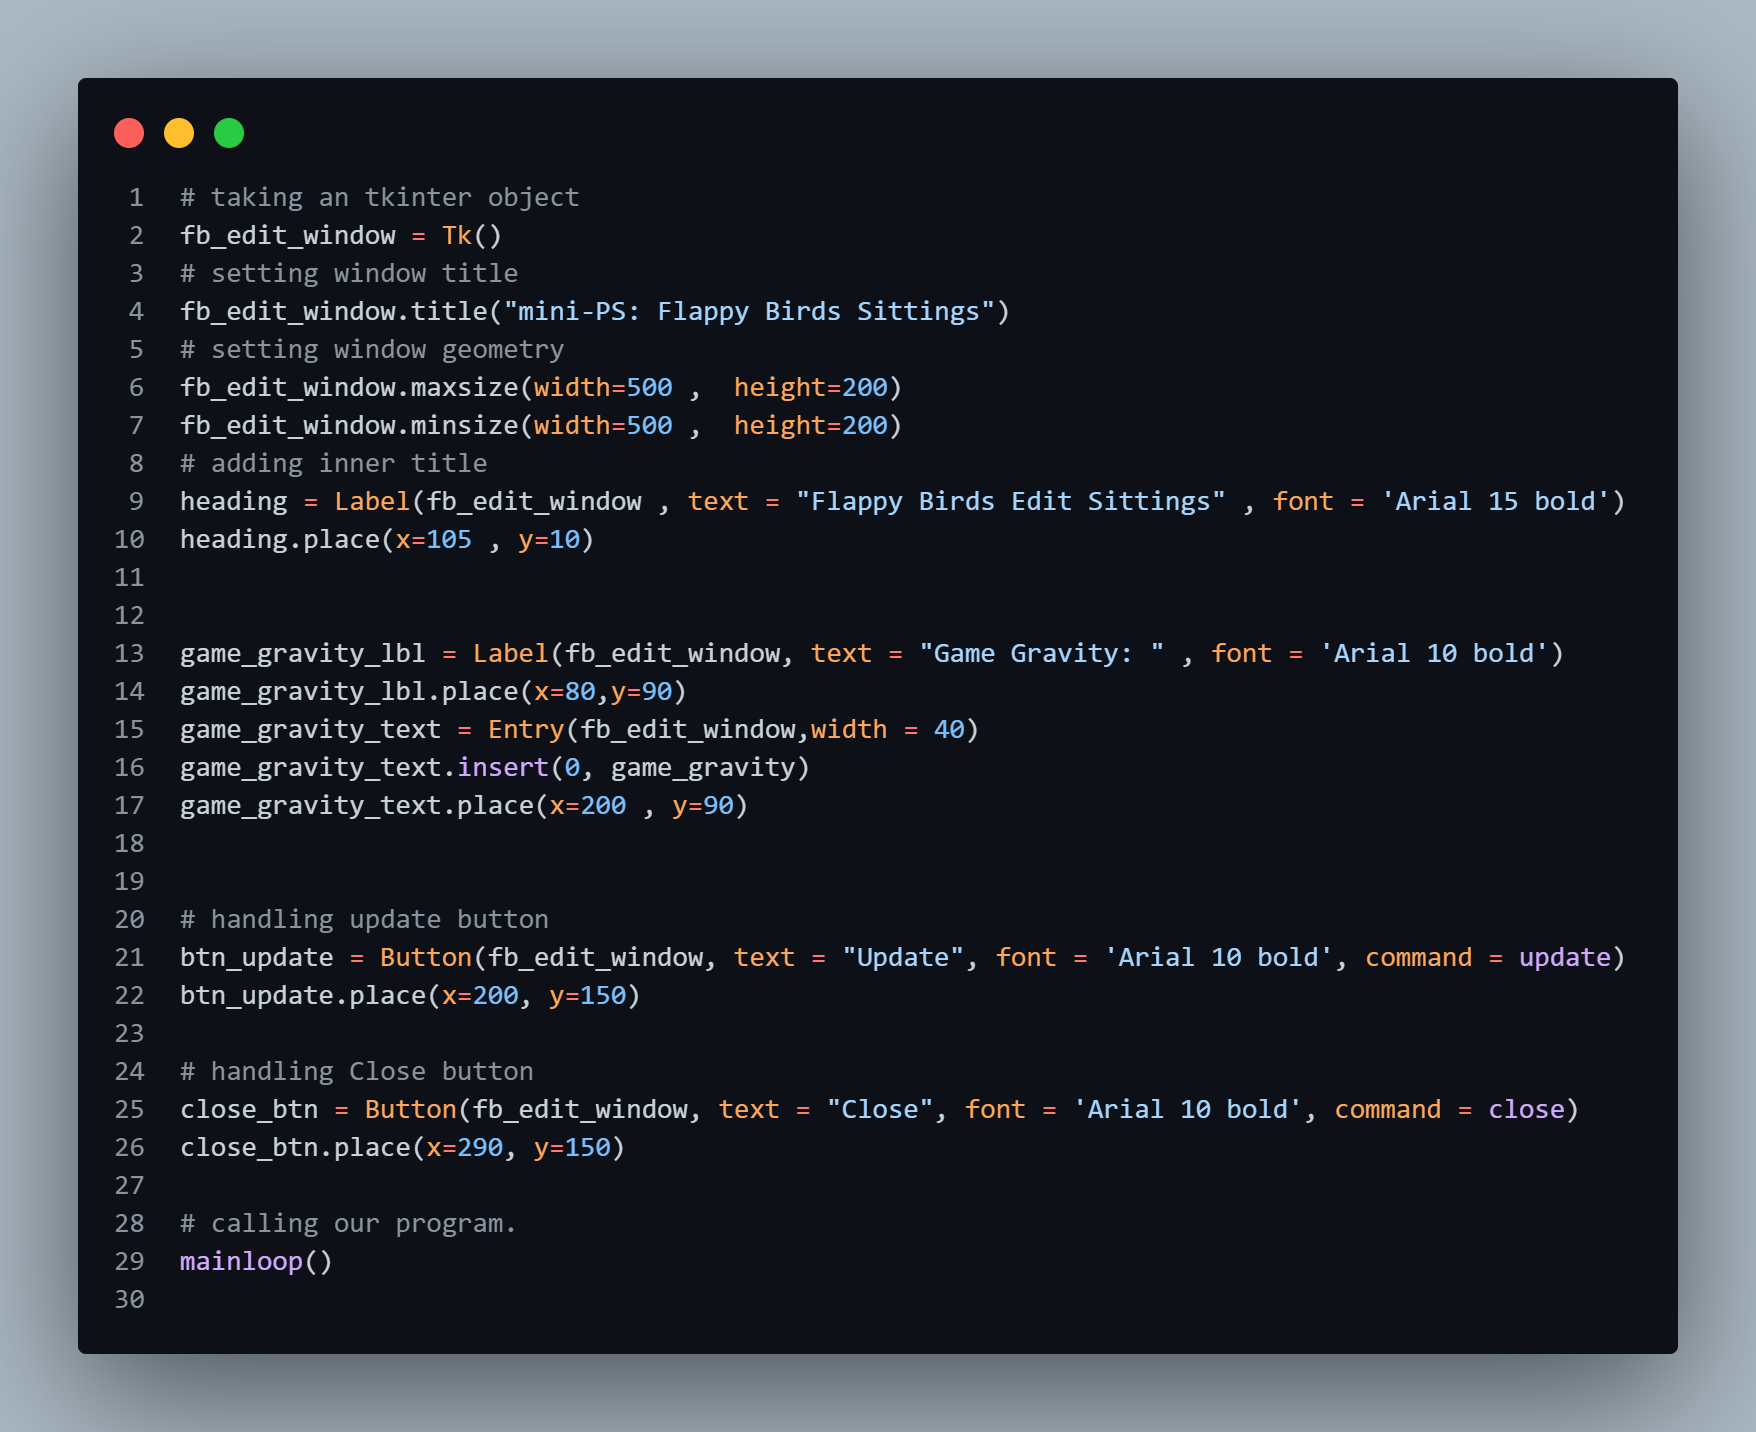 1 # taking an tkinter object
2 fb_edit_window = Tk()
3 # setting window title
4 fb_edit_window.title("mini-PS: Flappy Birds Sittings")
5 # setting window geometry
6 fb_edit_window.maxsize(width=500 ,  height=200)
7 fb_edit_window.minsize(width=500 ,  height=200)
8 # adding inner title
9 heading = Label(fb_edit_window , text = "Flappy Birds Edit Sittings" , font = 'Arial 15 bold')
10 heading.place(x=105 , y=10)
11
12
13 game_gravity_lbl = Label(fb_edit_window, text = "Game Gravity: " , font = 'Arial 10 bold')
14 game_gravity_lbl.place(x=80,y=90)
15 game_gravity_text = Entry(fb_edit_window,width = 40)
16 game_gravity_text.insert(0, game_gravity)
17 game_gravity_text.place(x=200 , y=90)
18
19
20 # handling update button
21 btn_update = Button(fb_edit_window, text = "Update", font = 'Arial 10 bold', command = update)
22 btn_update.place(x=200, y=150)
23
24 # handling Close button
25 close_btn = Button(fb_edit_window, text = "Close", font = 'Arial 10 bold', command = close)
26 close_btn.place(x=290, y=150)
27
28 # calling our program.
29 mainloop()
30